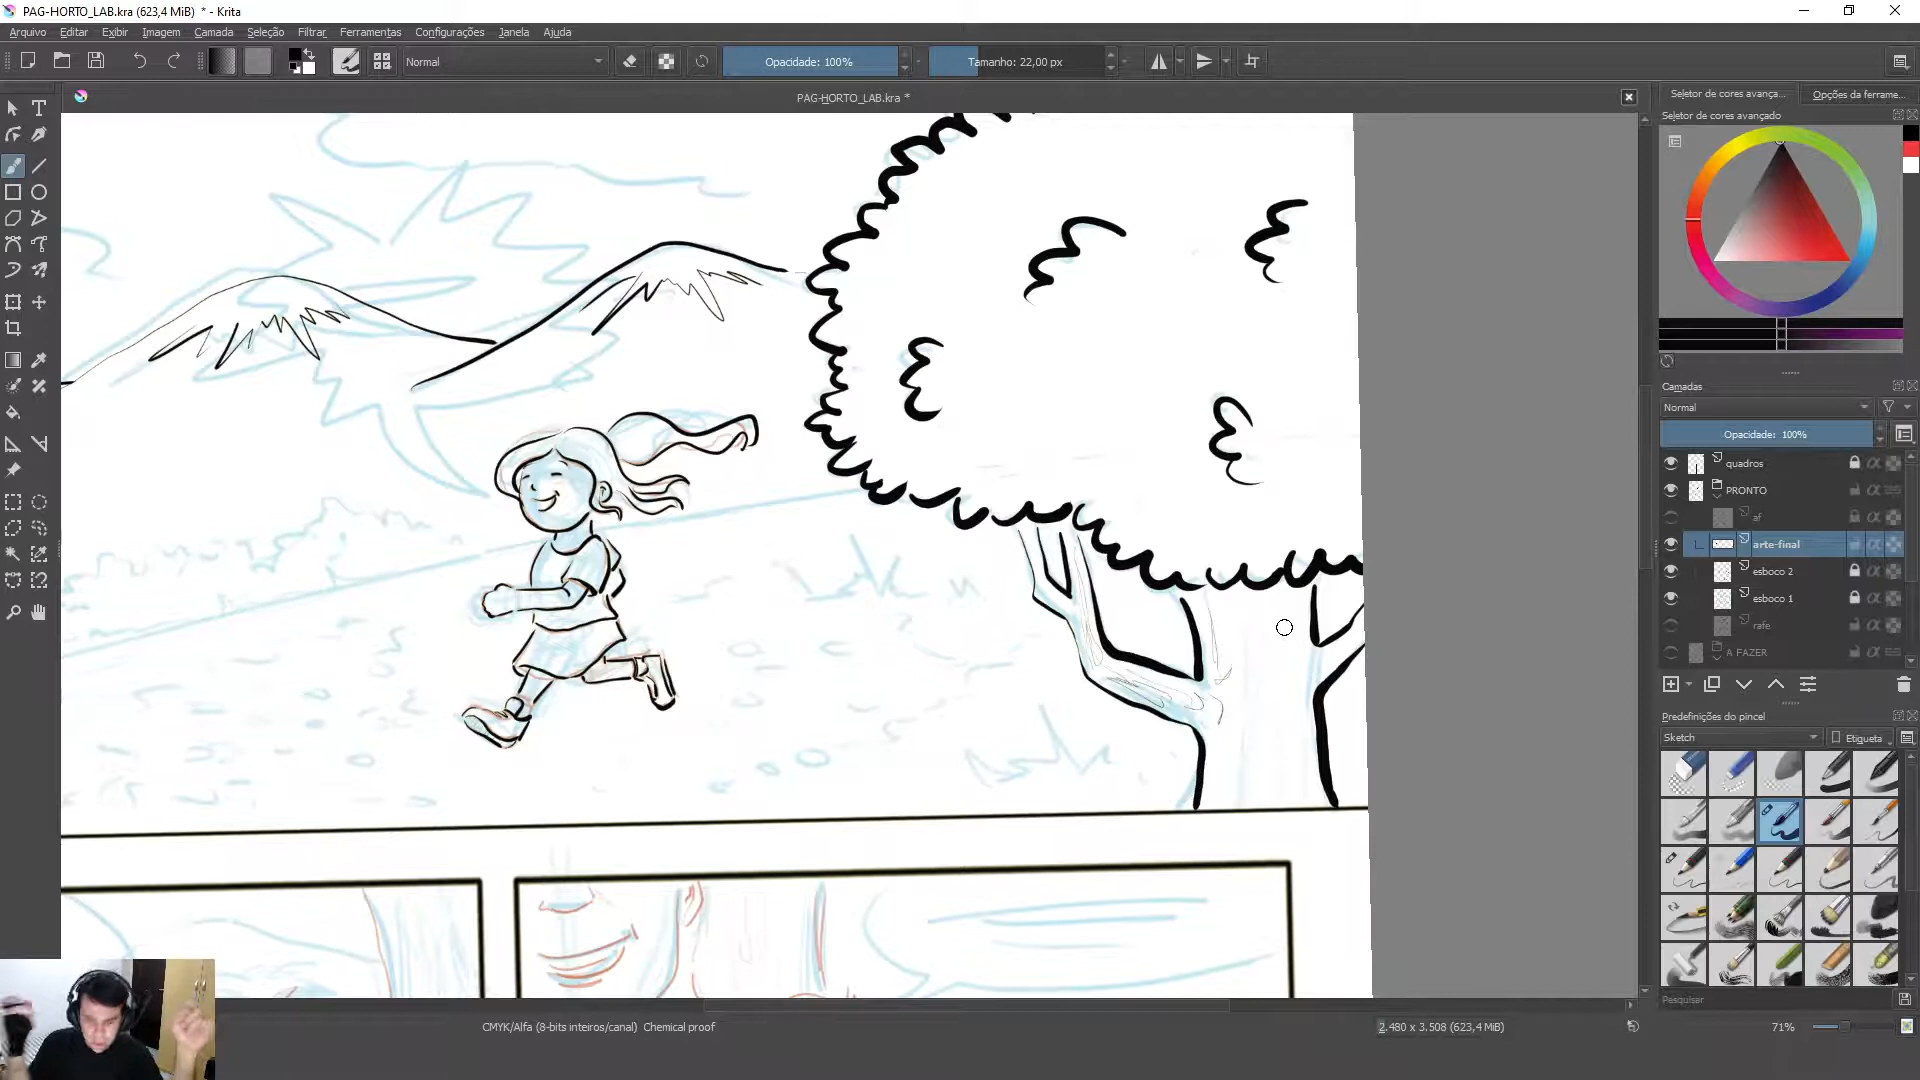 PAG-HORTO_LAB.kra (623,4 MiB) * - Krita
Arquivo Editar Exibir Imagem Camada Seleção Filtrar Ferramentas Configurações Janela Ajuda
Normal Opacidade: 100% Tamanho: 22,00 px
PAG-HORTO_LAB.kra *
Seletor de cores avança... Opções da ferrame...
Seletor de cores avançado
Camadas
Normal
Opacidade: 100%
quadros
PRONTO
af
arte-final
esboco 2
esboco 1
rafe
A FAZER
Predefinições do pincel
Sketch Etiqueta
Pesquisar
CMYK/Alfa (8-bits inteiros/canal) Chemical proof 2.480 x 3.508 (623,4 MiB) 71%